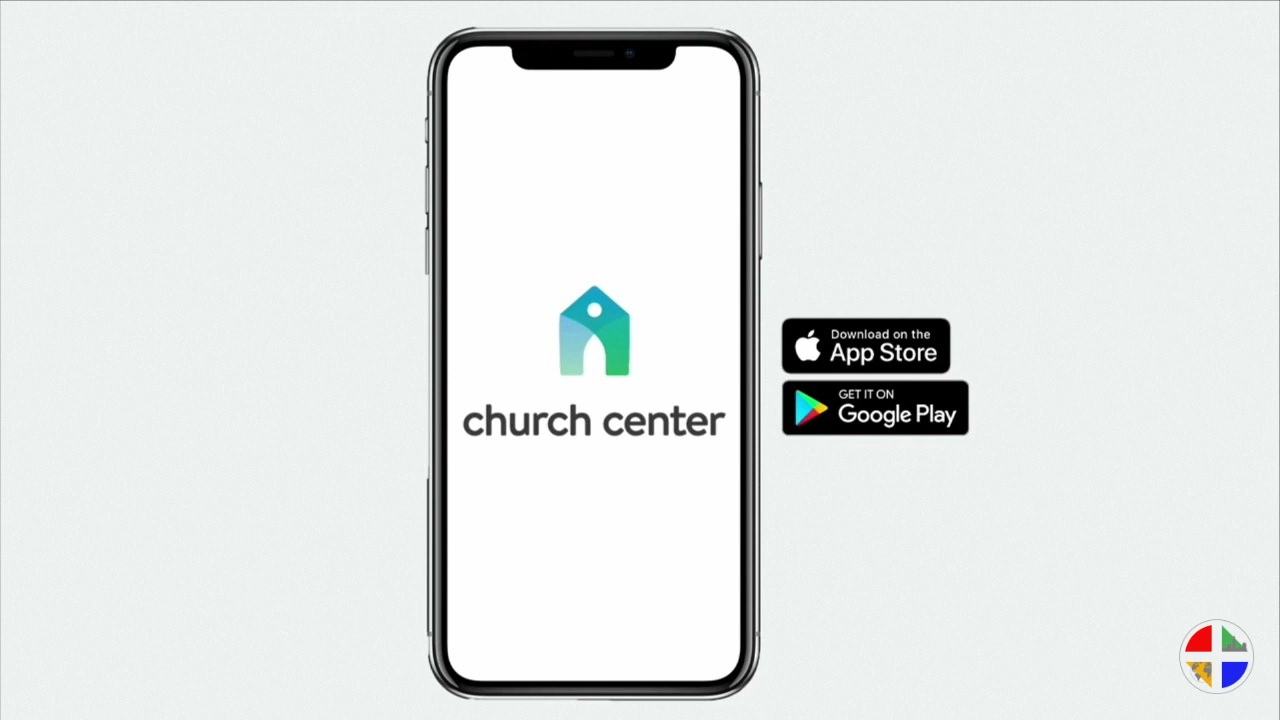 church center
Download on the
App Store
GET IT ON
Google Play